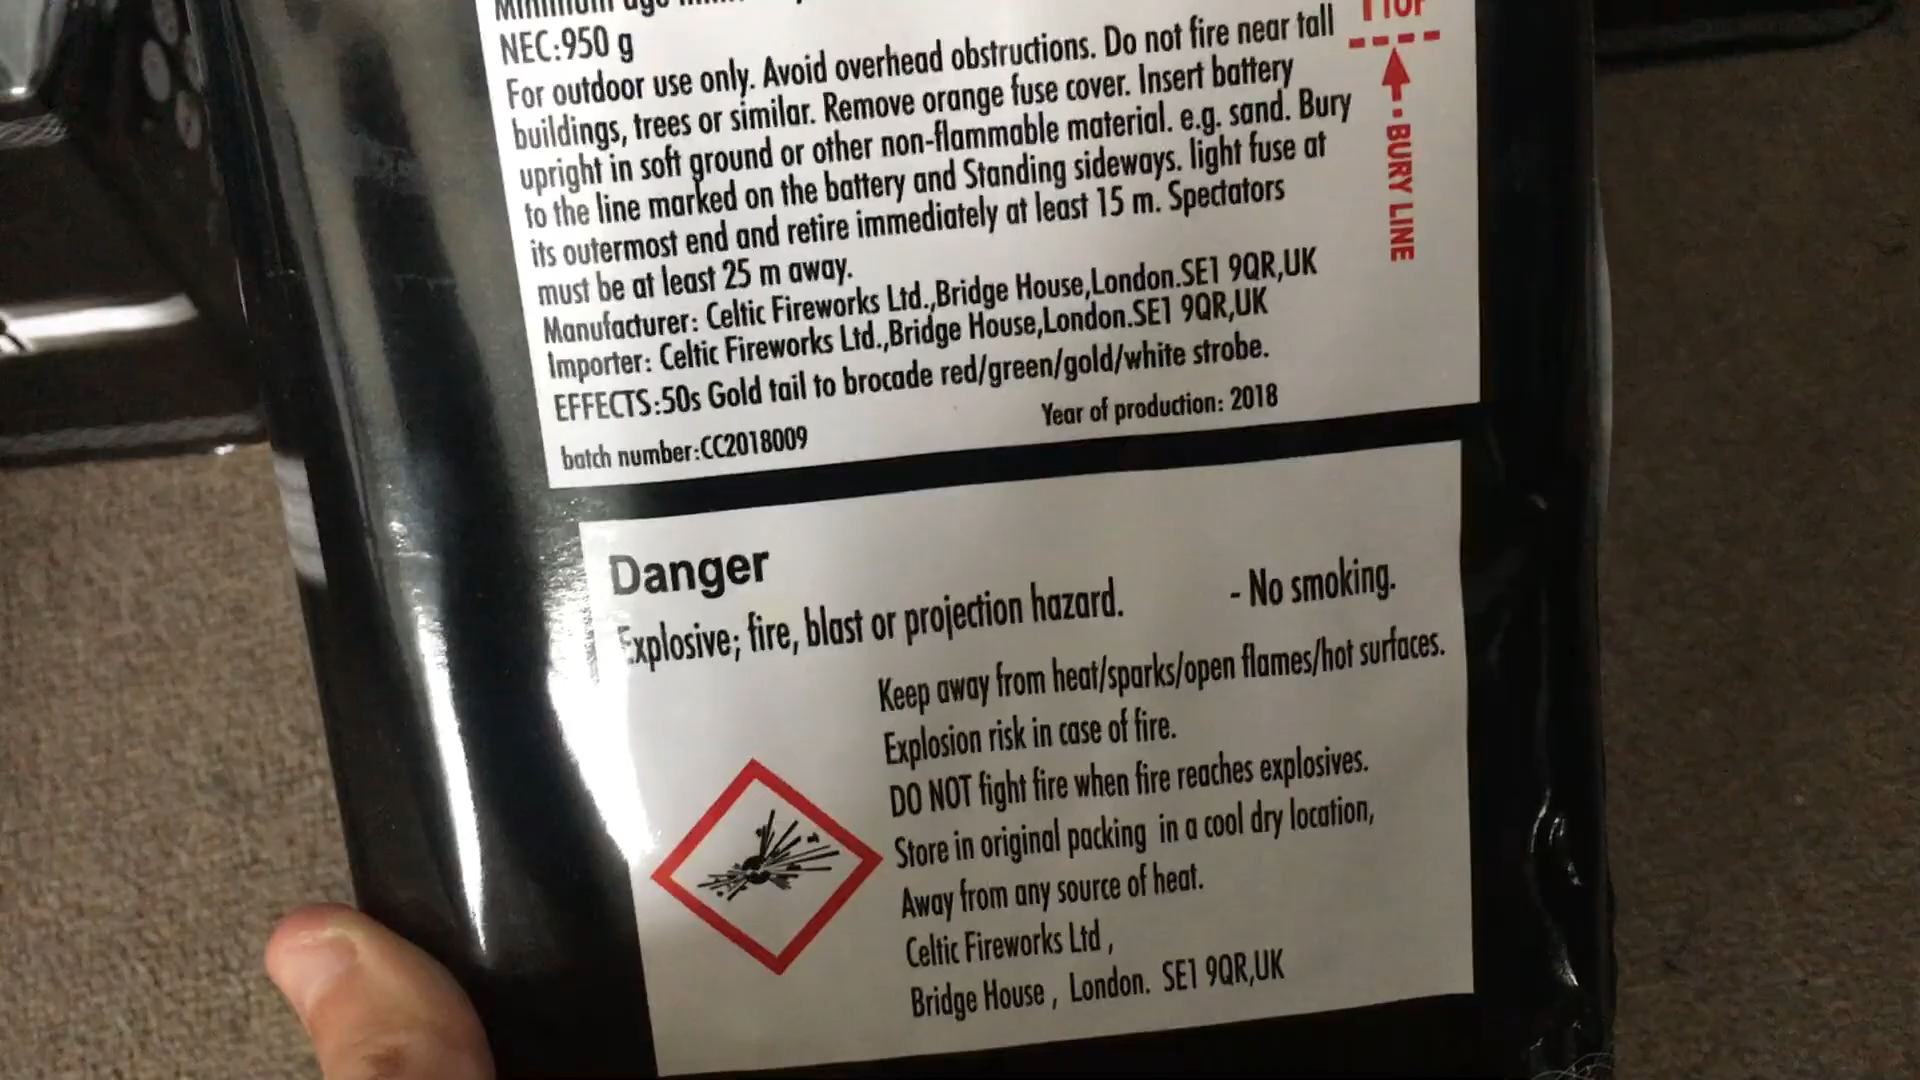 NEC:950 g
For outdoor use only. Avoid overhead obstructions. Do not fire near tall
buildings, trees or similar. Remove orange fuse cover. Insert battery
upright in soft ground or other non-flammable material. e.g. sand. Bury
to the line marked on the battery and Standing sideways. light fuse at
its outermost end and retire immediately at least 15 m. Spectators
must be at least 25 m away.
Manufacturer: Celtic Fireworks Ltd.,Bridge House,London.SE1 9QR,UK
Importer: Celtic Fireworks Ltd.,Bridge House,London.SE1 9QR,UK
EFFECTS:50s Gold tail to brocade red/green/gold/white strobe.
batch number:CC2018009
Year of production: 2018
BURY LINE
Danger
Explosive; fire, blast or projection hazard.
- No smoking.
Keep away from heat/sparks/open flames/hot surfaces.
Explosion risk in case of fire.
DO NOT fight fire when fire reaches explosives.
Store in original packing in a cool dry location,
Away from any source of heat.
Celtic Fireworks Ltd ,
Bridge House , London. SE1 9QR,UK